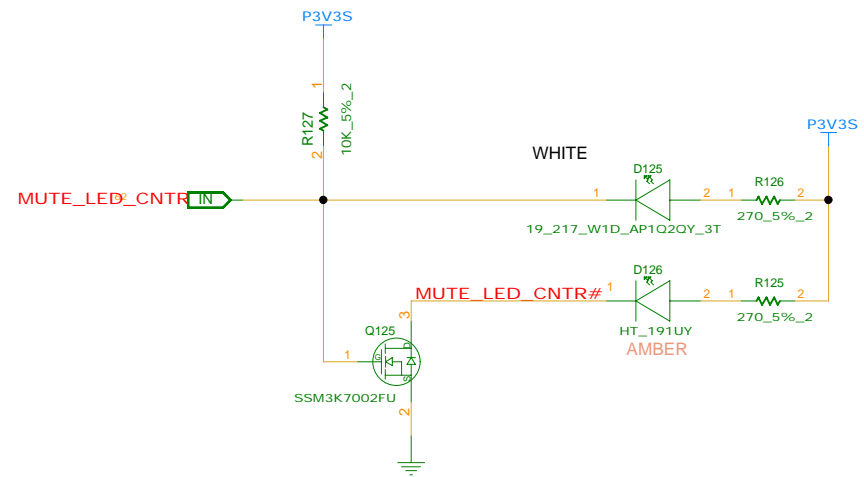 P3V3S
1
R127
10K_5%_2
2
P3V3S
WHITE
D125
R126
MUTE_LED_CNTR
IN
1
2
1
2
19_217_W1D_AP1Q2QY_3T
270_5%_2
D126
R125
MUTE_LED_CNTR#
1
2
1
2
HT_191UY
270_5%_2
AMBER
3
Q125
D
1
G
S
SSM3K7002FU
2